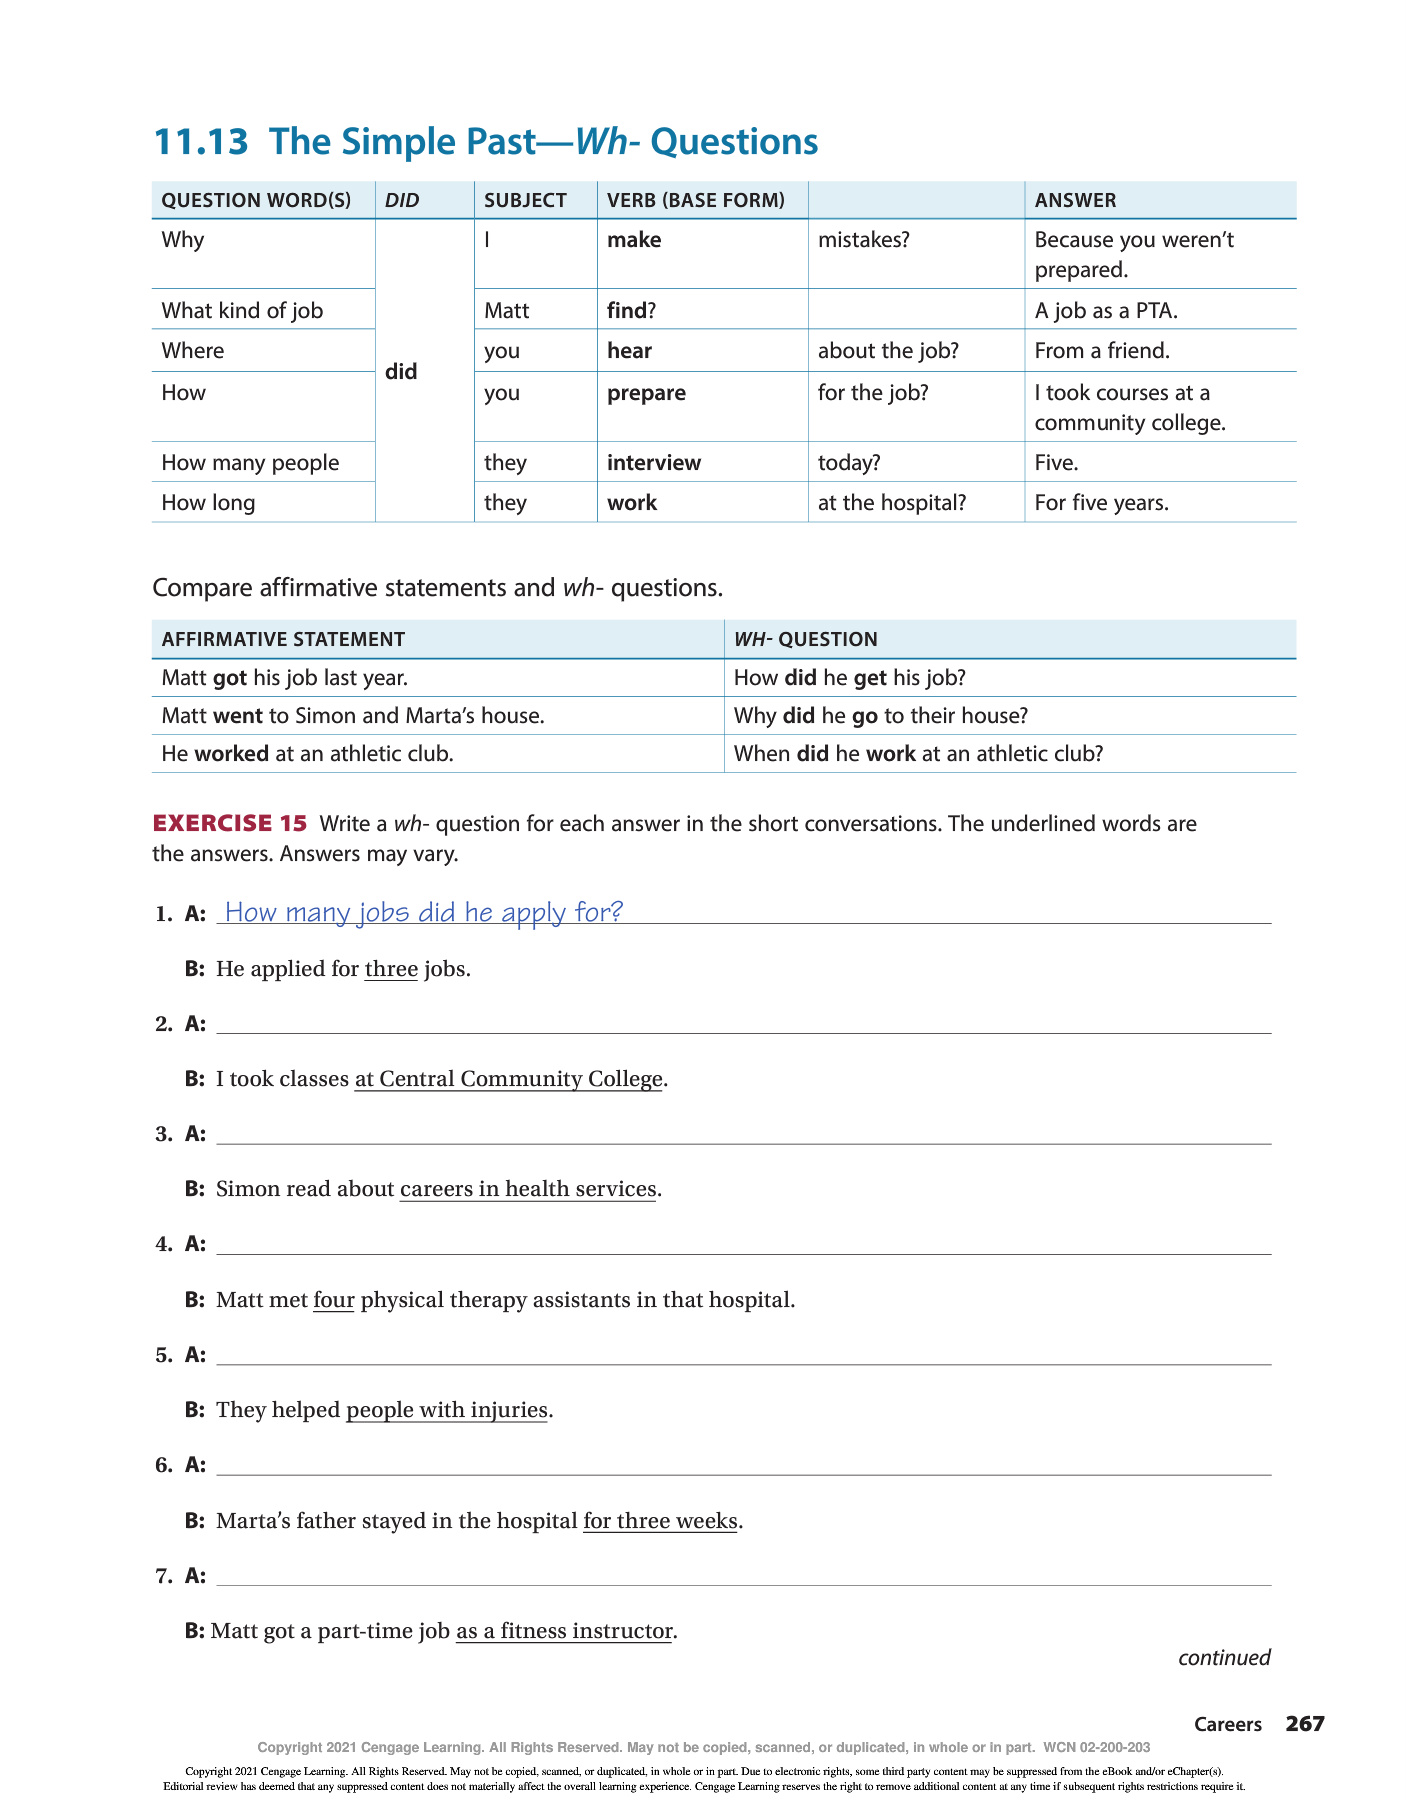 11.13 The Simple Past—Wh- Questions
QUESTION WORD(S) DID SUBJECT VERB (BASE FORM) ANSWER
Why did I make mistakes? Because you weren't
prepared.
What kind of job Matt find? A job as a PTA.
Where you hear about the job? From a friend.
How you prepare for the job? I took courses at a
community college.
How many people they interview today? Five.
How long they work at the hospital? For five years.
Compare affirmative statements and wh- questions.
AFFIRMATIVE STATEMENT WH- QUESTION
Matt got his job last year. How did he get his job?
Matt went to Simon and Marta's house. Why did he go to their house?
He worked at an athletic club. When did he work at an athletic club?
EXERCISE 15 Write a wh- question for each answer in the short conversations. The underlined words are
the answers. Answers may vary.
1. A: How many jobs did he apply for?
B: He applied for three jobs.
2. A:
B: I took classes at Central Community College.
3. A:
B: Simon read about careers in health services.
4. A:
B: Matt met four physical therapy assistants in that hospital.
5. A:
B: They helped people with injuries.
6. A:
B: Marta's father stayed in the hospital for three weeks.
7. A:
B: Matt got a part-time job as a fitness instructor.
continued
Careers 267
Copyright 2021 Cengage Learning. All Rights Reserved. May not be copied, scanned, or duplicated, in whole or in part. WCN 02-200-203
Copyright 2021 Cengage Learning. All Rights Reserved. May not be copied, scanned, or duplicated, in whole or in part. Due to electronic rights, some third party content may be suppressed from the eBook and/or eChapter(s).
Editorial review has deemed that any suppressed content does not materially affect the overall learning experience. Cengage Learning reserves the right to remove additional content at any time if subsequent rights restrictions require it.